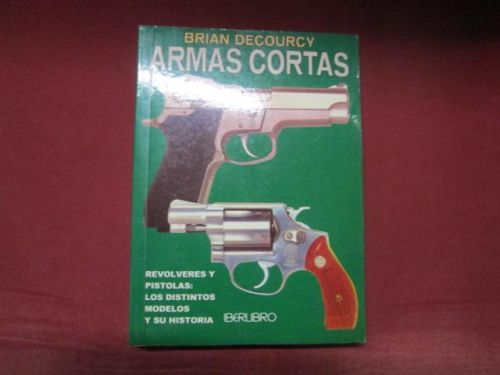 BRIAN DECOURCY
ARMAS CORTAS
REVOLVERES Y
PISTOLAS:
LOS DISTINTOS
MODELOS
Y SU HISTORIA
IBERLIBRO